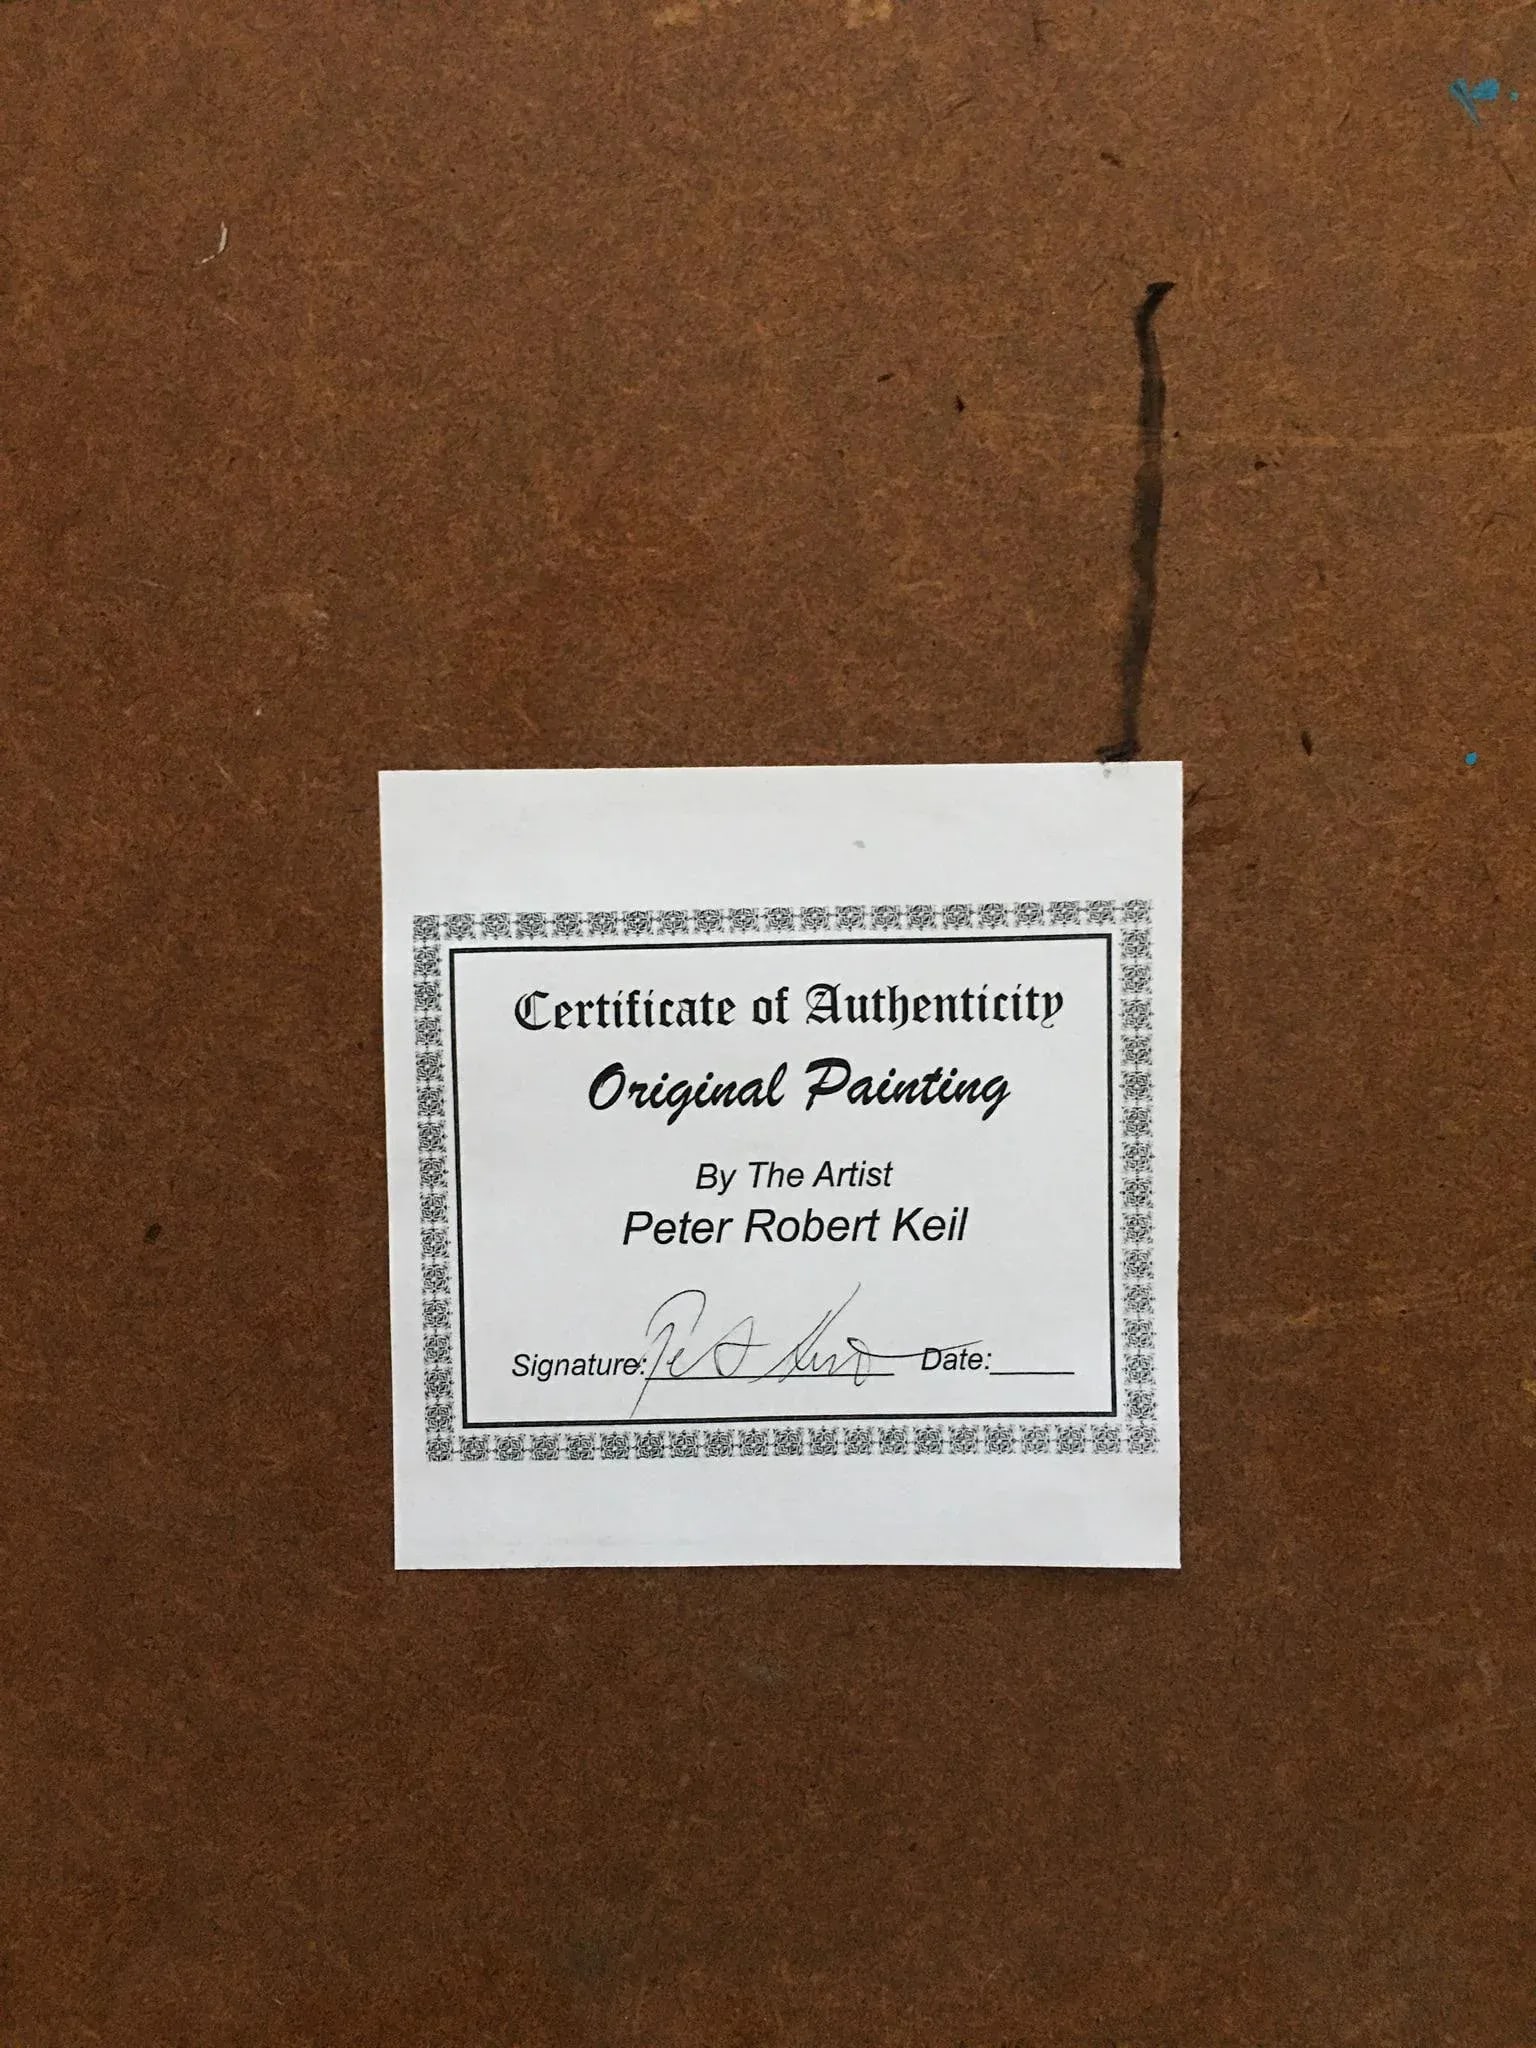 Certificate of Authenticity
Original Painting
By The Artist
Peter Robert Keil
Signature: Date: